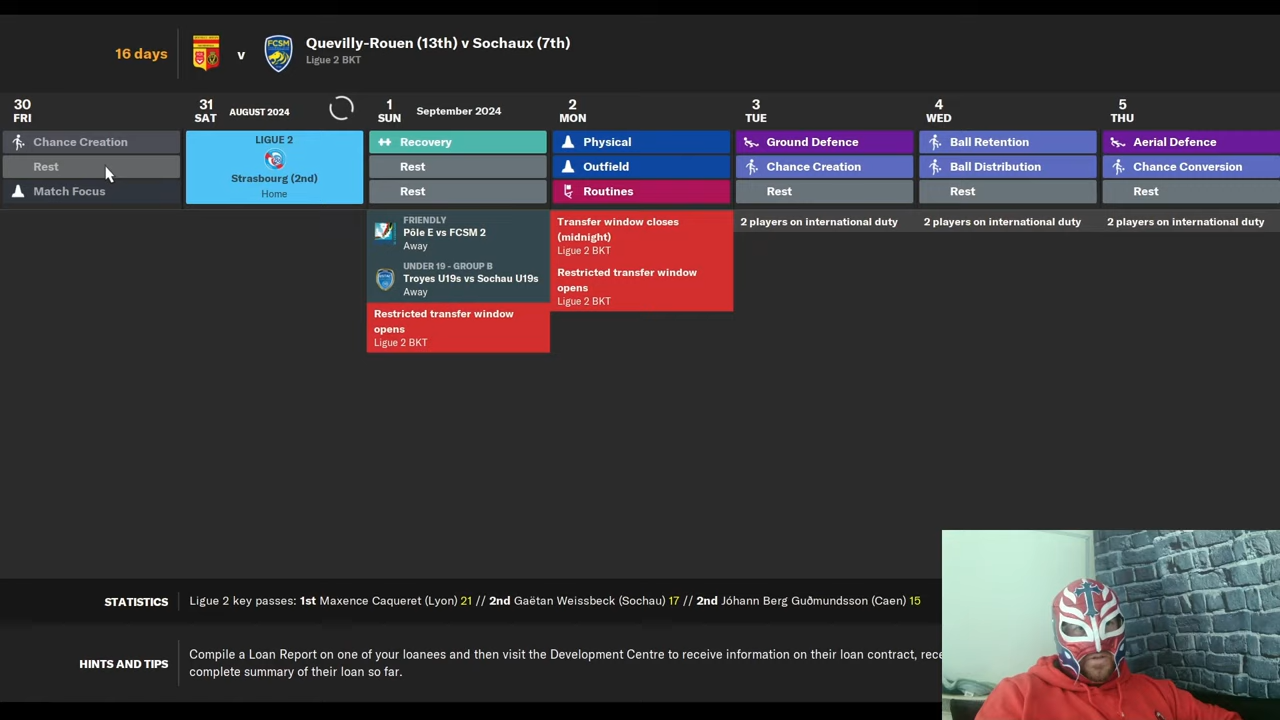 16 days
v
Quevilly-Rouen (13th) v Sochaux (7th)
Ligue 2 BKT
30
FRI
31
SAT
AUGUST 2024
1
SUN
September 2024
2
MON
3
TUE
4
WED
5
THU
Chance Creation
Rest
Match Focus
LIGUE 2
Strasbourg (2nd)
Home
Recovery
Rest
Rest
FRIENDLY
Pôle E vs FCSM 2
Away
UNDER 19 - GROUP B
Troyes U19s vs Sochau U19s
Away
Restricted transfer window
opens
Ligue 2 BKT
Physical
Outfield
Routines
Transfer window closes
(midnight)
Ligue 2 BKT
Restricted transfer window
opens
Ligue 2 BKT
Ground Defence
Chance Creation
Rest
2 players on international duty
Ball Retention
Ball Distribution
Rest
2 players on international duty
Aerial Defence
Chance Conversion
Rest
2 players on international duty
STATISTICS
Ligue 2 key passes: 1st Maxence Caqueret (Lyon) 21 // 2nd Gaëtan Weissbeck (Sochau) 17 // 2nd Jóhann Berg Guðmundsson (Caen) 15
HINTS AND TIPS
Compile a Loan Report on one of your loanees and then visit the Development Centre to receive information on their loan contract, rece
complete summary of their loan so far.